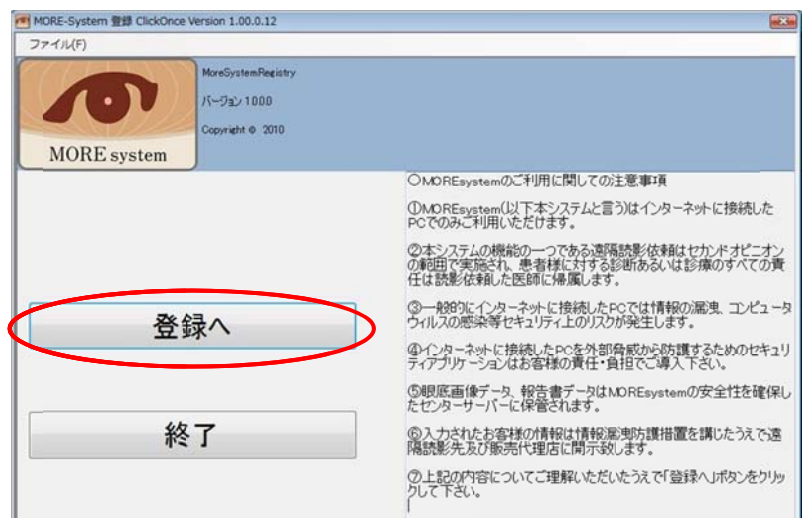 MORE-System 登録 ClickOnce Version 1.00.0.12
ファイル(F)
MoreSystemRegistry
バージョン 1.0.0.0
Copyright © 2010
MORE system
○MOREsystemのご利用に関しての注意事項
①MOREsystem(以下本システムと言う)はインターネットに接続した
PCでのみご利用いただけます。
②本システムの機能の一つである遠隔読影依頼はセカンドオピニオン
の範囲で実施され、患者様に対する診断あるいは診療のすべての責
任は読影依頼した医師に帰属します。
③一般的にインターネットに接続したPCでは情報の漏洩、コンピュータ
ウィルスの感染等セキュリティ上のリスクが発生します。
④インターネットに接続したPCを外部脅威から防護するためのセキュリ
ティアプリケーションはお客様の責任・負担でご導入下さい。
⑤眼底画像データ、報告書データはMOREsystemの安全性を確保し
たセンターサーバーに保管されます。
⑥入力されたお客様の情報は情報漏洩防護措置を講じたうえで遠
隔読影先及び販売代理店に開示致します。
⑦上記の内容についてご理解いただいたうえで「登録へ」ボタンをクリッ
クして下さい。
登録へ
終了